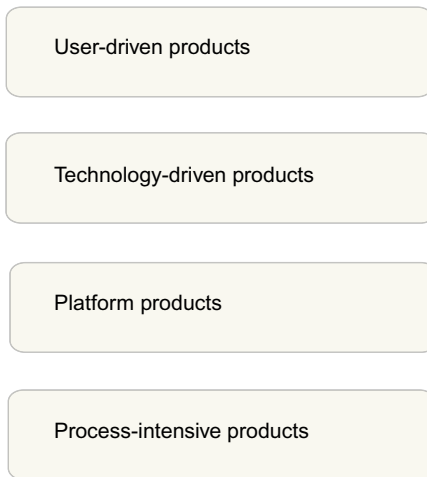 User-driven products
Technology-driven products
Platform products
Process-intensive products